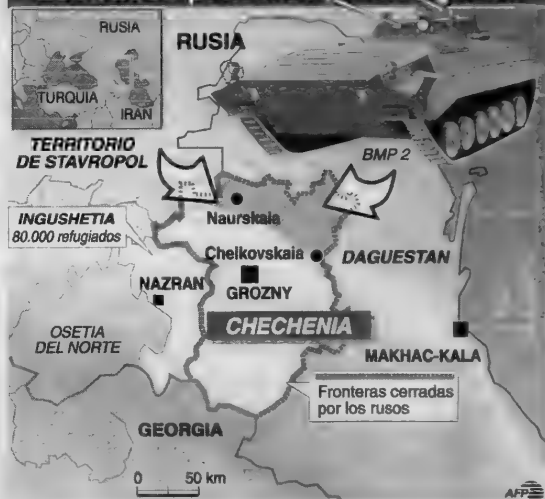 RUSIA
TURQUIA
IRAN
RUSIA
TERRITORIO
DE STAVROPOL
BMP 2
INGUSHETIA
80.000 refugiados
Naurskaia
Chelkovskaia
DAGUESTAN
NAZRAN
GROZNY
OSETIA
DEL NORTE
CHECHENIA
MAKHAC-KALA
Fronteras cerradas
por los rusos
GEORGIA
0 50 km
AFP